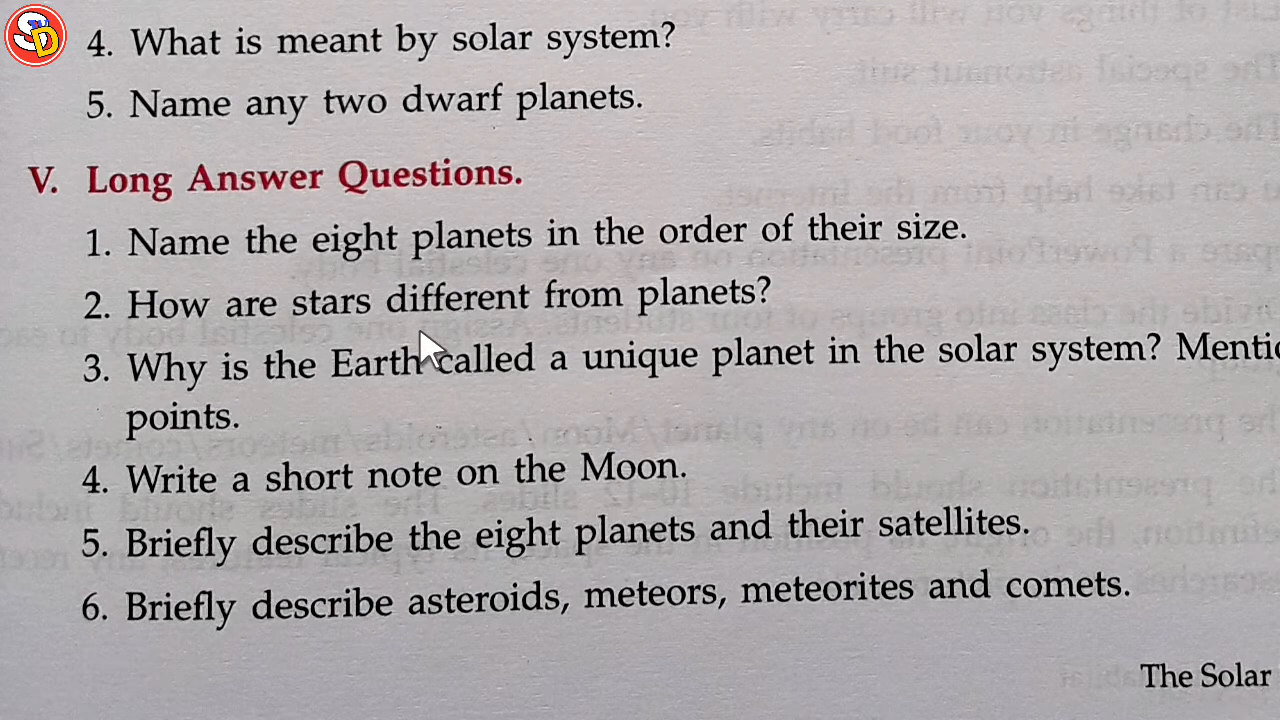 SD
4. What is meant by solar system?
5. Name any two dwarf planets.
V. Long Answer Questions.
1. Name the eight planets in the order of their size.
2. How are stars different from planets?
3. Why is the Earth called a unique planet in the solar system?
points.
4. Write a short note on the Moon.
5. Briefly describe the eight planets and their satellites.
6. Briefly describe asteroids, meteors, meteorites and comets.
The Solar